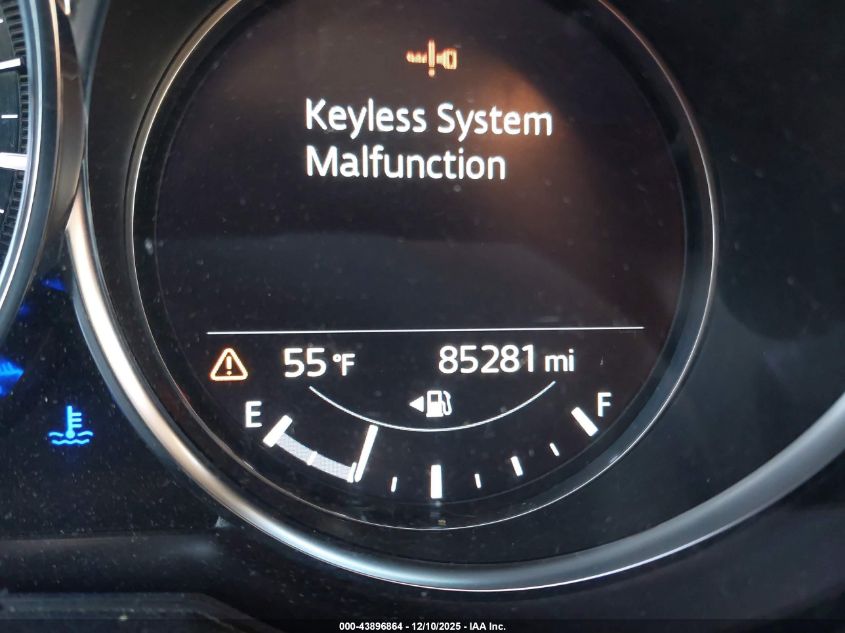 Keyless System
Malfunction
55 °F
85281 mi
E
F
000-43896864 - 12/10/2025 - IAA Inc.